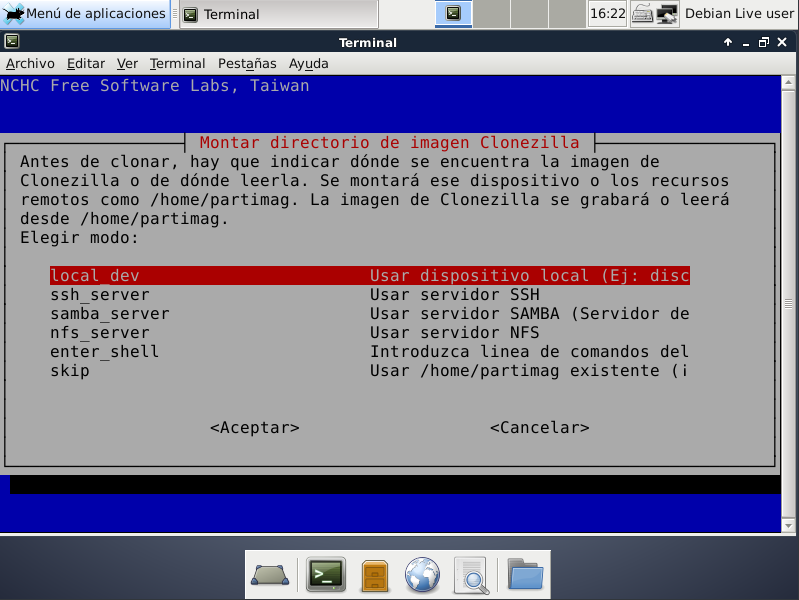 Menú de aplicaciones
Terminal
16:22
Debian Live user
Terminal
Archivo Editar Ver Terminal Pestañas Ayuda
NCHC Free Software Labs, Taiwan
Montar directorio de imagen Clonezilla
Antes de clonar, hay que indicar dónde se encuentra la imagen de
Clonezilla o de dónde leerla. Se montará ese dispositivo o los recursos
remotos como /home/partimag. La imagen de Clonezilla se grabará o leerá
desde /home/partimag.
Elegir modo:
local_dev Usar dispositivo local (Ej: disc
ssh_server Usar servidor SSH
samba_server Usar servidor SAMBA (Servidor de
nfs_server Usar servidor NFS
enter_shell Introduzca linea de comandos del
skip Usar /home/partimag existente (¡
<Aceptar> <Cancelar>